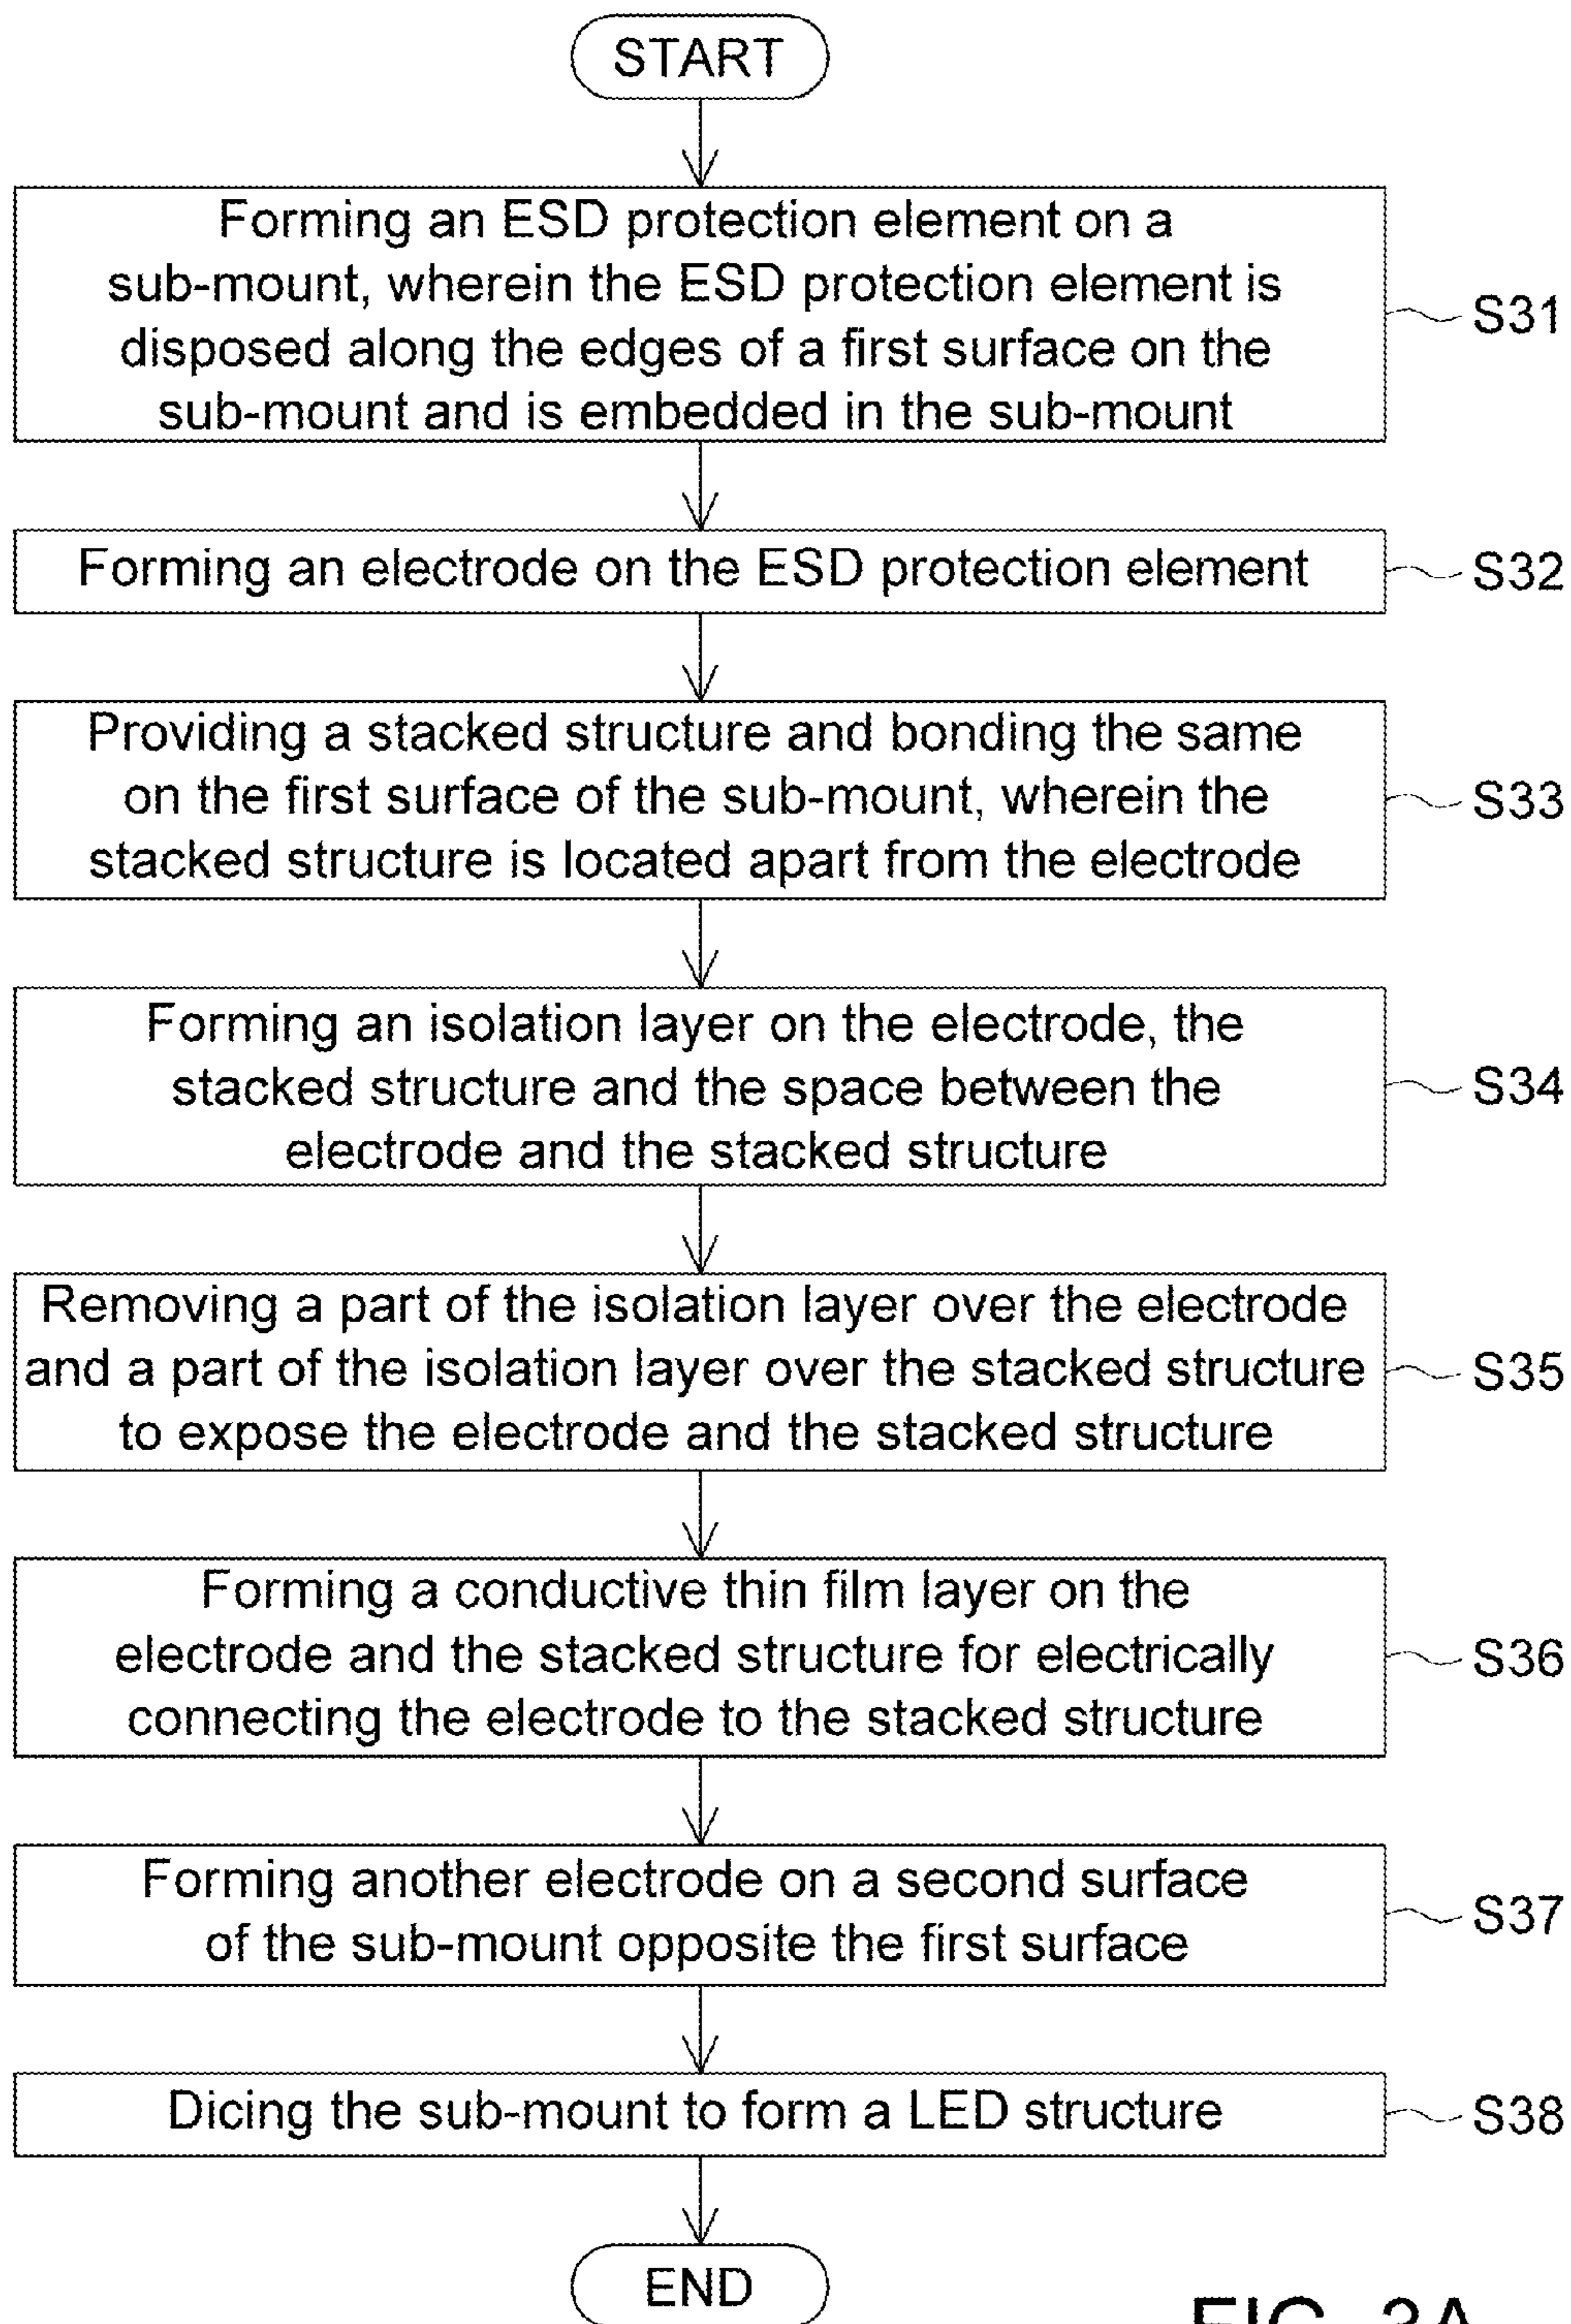 START
Forming an ESD protection element on a
sub-mount, wherein the ESD protection element is
disposed along the edges of a first surface on the
sub-mount and is embedded in the sub-mount
S31
Forming an electrode on the ESD protection element
S32
Providing a stacked structure and bonding the same
on the first surface of the sub-mount, wherein the
stacked structure is located apart from the electrode
S33
Forming an isolation layer on the electrode, the
stacked structure and the space between the
electrode and the stacked structure
S34
Removing a part of the isolation layer over the electrode
and a part of the isolation layer over the stacked structure
to expose the electrode and the stacked structure
S35
Forming a conductive thin film layer on the
electrode and the stacked structure for electrically
connecting the electrode to the stacked structure
S36
Forming another electrode on a second surface
of the sub-mount opposite the first surface
S37
Dicing the sub-mount to form a LED structure
S38
END
FIG. 3A